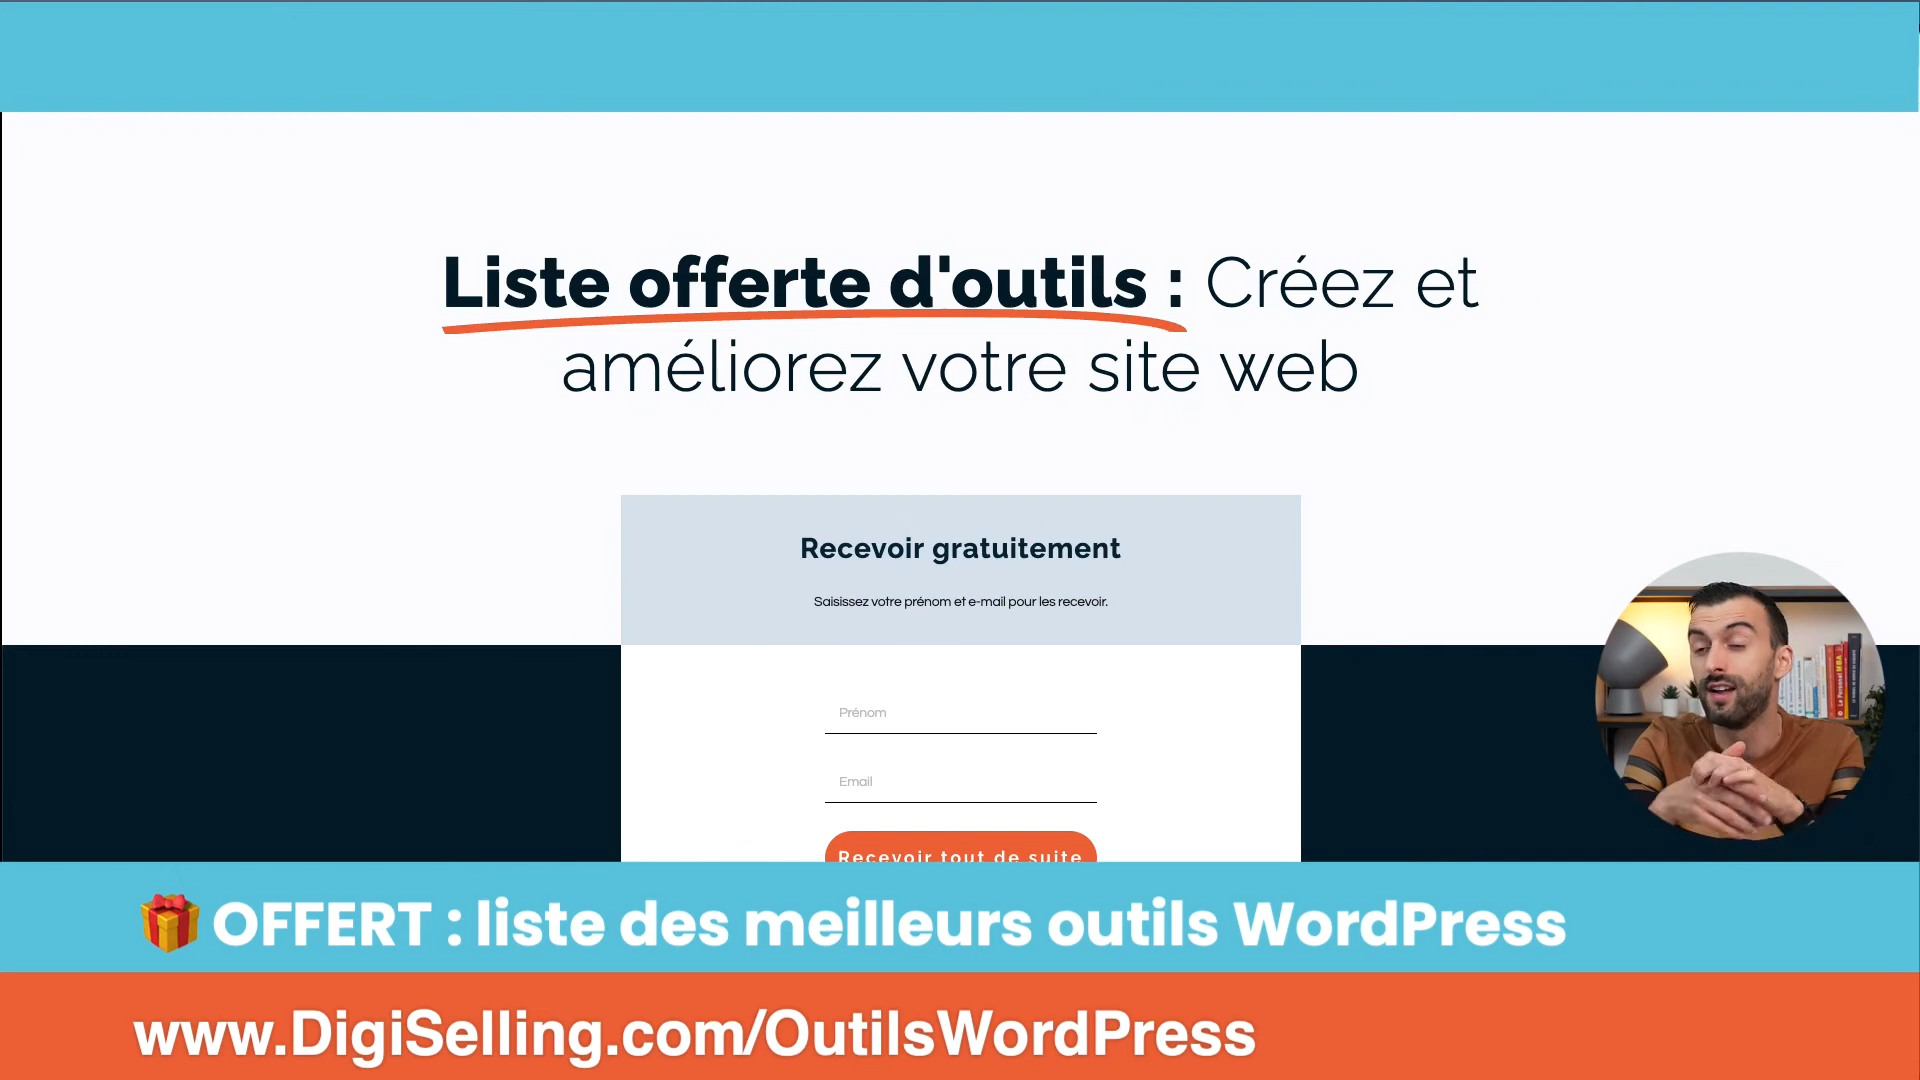 Liste offerte d'outils : Créez et
améliorez votre site web
Recevoir gratuitement
Saisissez votre prénom et e-mail pour les recevoir.
Prénom
Email
Recevoir tout de suite
OFFERT : liste des meilleurs outils WordPress
www.DigiSelling.com/OutilsWordPress